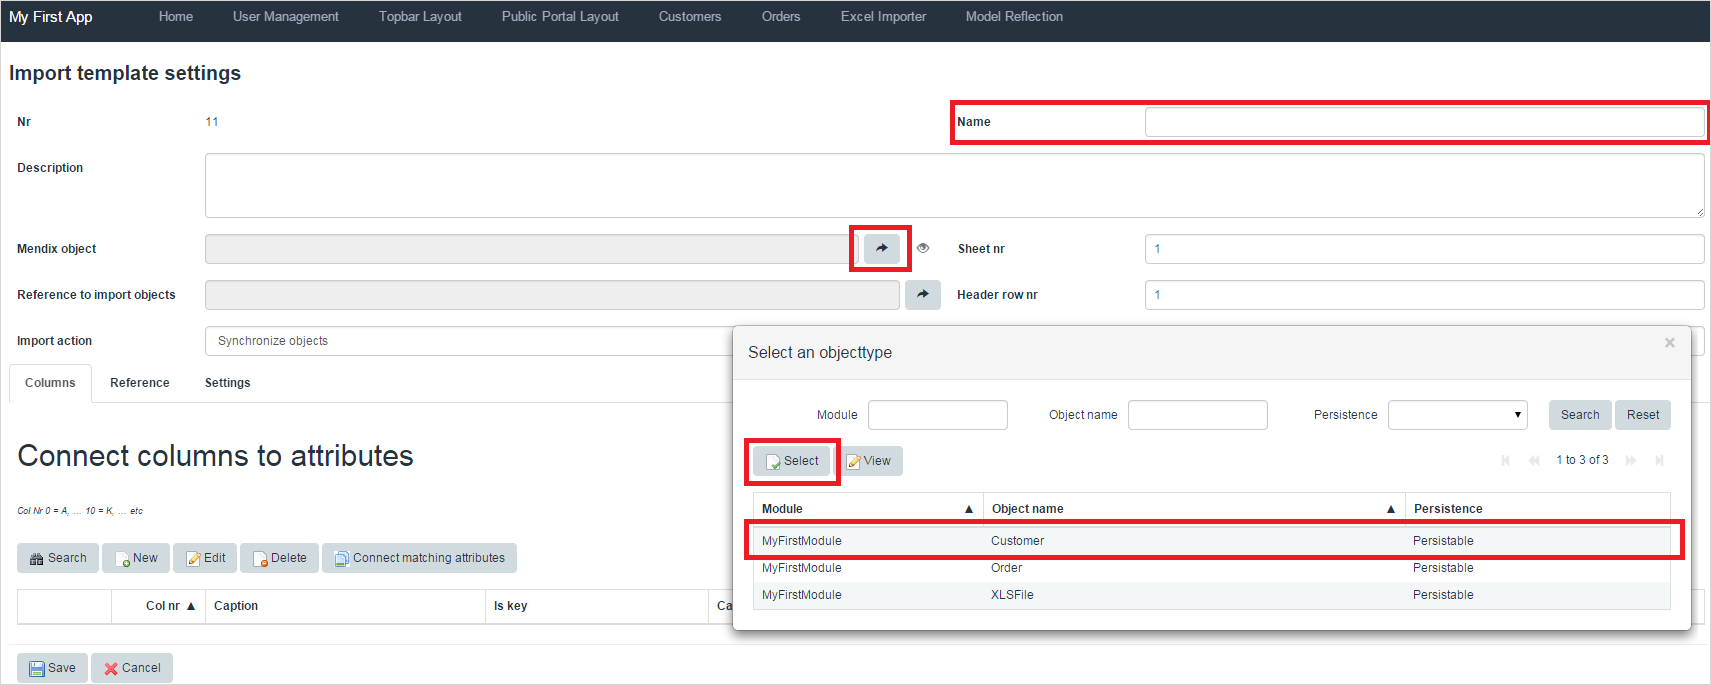 My First App Home User Management Topbar Layout Public Portal Layout Customers Orders Excel Importer Model Reflection
Import template settings
Nr 11 Name
Description
Mendix object Sheet nr 1
Reference to import objects Header row nr 1
Import action Synchronize objects
Select an objecttype ×
Columns Reference Settings
Module Object name Persistence Search Reset
Connect columns to attributes
Select View 1 to 3 of 3
Col Nr 0 = A, ... 10 = K, ... etc
Module ▲ Object name ▲ Persistence
MyFirstModule Customer Persistable
Search New Edit Delete Connect matching attributes
MyFirstModule Order Persistable
MyFirstModule XLSFile Persistable
Col nr ▲ Caption Is key Ca
Save Cancel